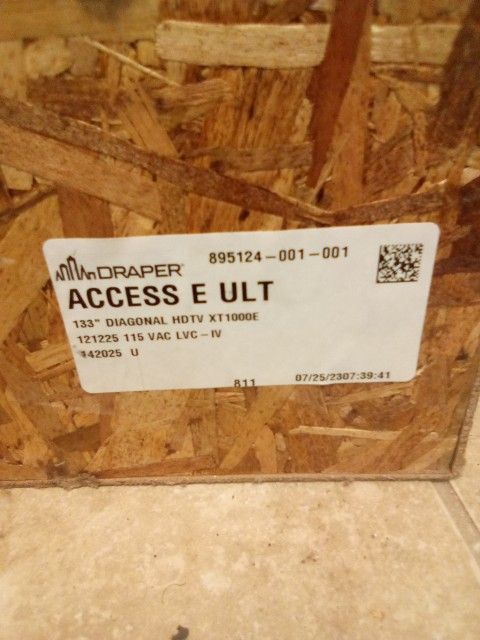 DRAPER 895124-001-001
ACCESS E ULT
133" DIAGONAL HDTV XT1000E
121225 115 VAC LVC-IV
142025 U
811 07/25/2307:39:41